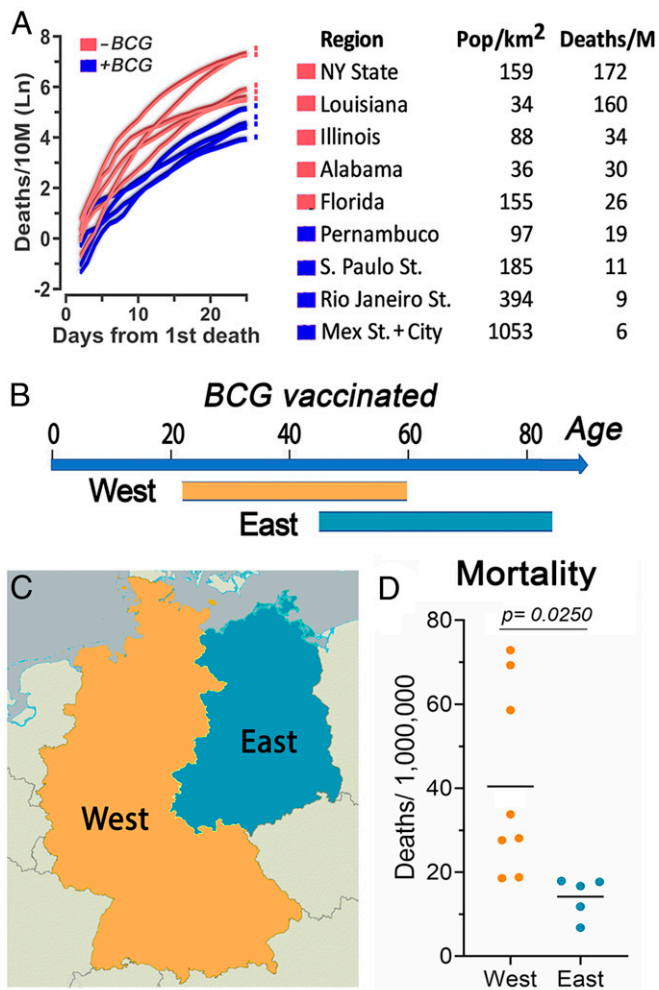 A
8
6
4
2
0
-2
Deaths/10M (Ln)
–BCG
+BCG
0 10 20
Days from 1st death
Region Pop/km2 Deaths/M
NY State 159 172
Louisiana 34 160
Illinois 88 34
Alabama 36 30
Florida 155 26
Pernambuco 97 19
S. Paulo St. 185 11
Rio Janeiro St. 394 9
Mex St. + City 1053 6
B
BCG vaccinated
0 20 40 60 80 Age
West
East
C
West
East
D
Mortality
p= 0.0250
80
60
40
20
0
Deaths/ 1,000,000
West East